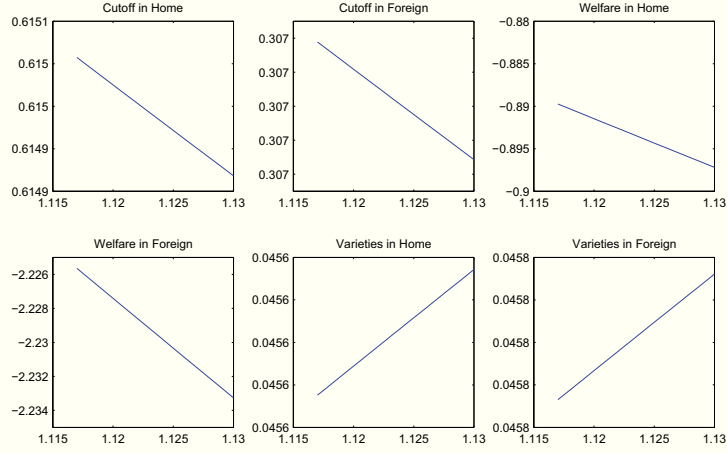 Cutoff in Home
0.6151
0.615
0.615
0.6149
0.6149
1.115 1.12 1.125 1.13
Cutoff in Foreign
0.307
0.307
0.307
0.307
0.307
1.115 1.12 1.125 1.13
Welfare in Home
−0.88
−0.885
−0.89
−0.895
−0.9
1.115 1.12 1.125 1.13
Welfare in Foreign
−2.226
−2.228
−2.23
−2.232
−2.234
1.115 1.12 1.125 1.13
Varieties in Home
0.0456
0.0456
0.0456
0.0456
0.0456
1.115 1.12 1.125 1.13
Varieties in Foreign
0.0458
0.0458
0.0458
0.0458
0.0458
1.115 1.12 1.125 1.13